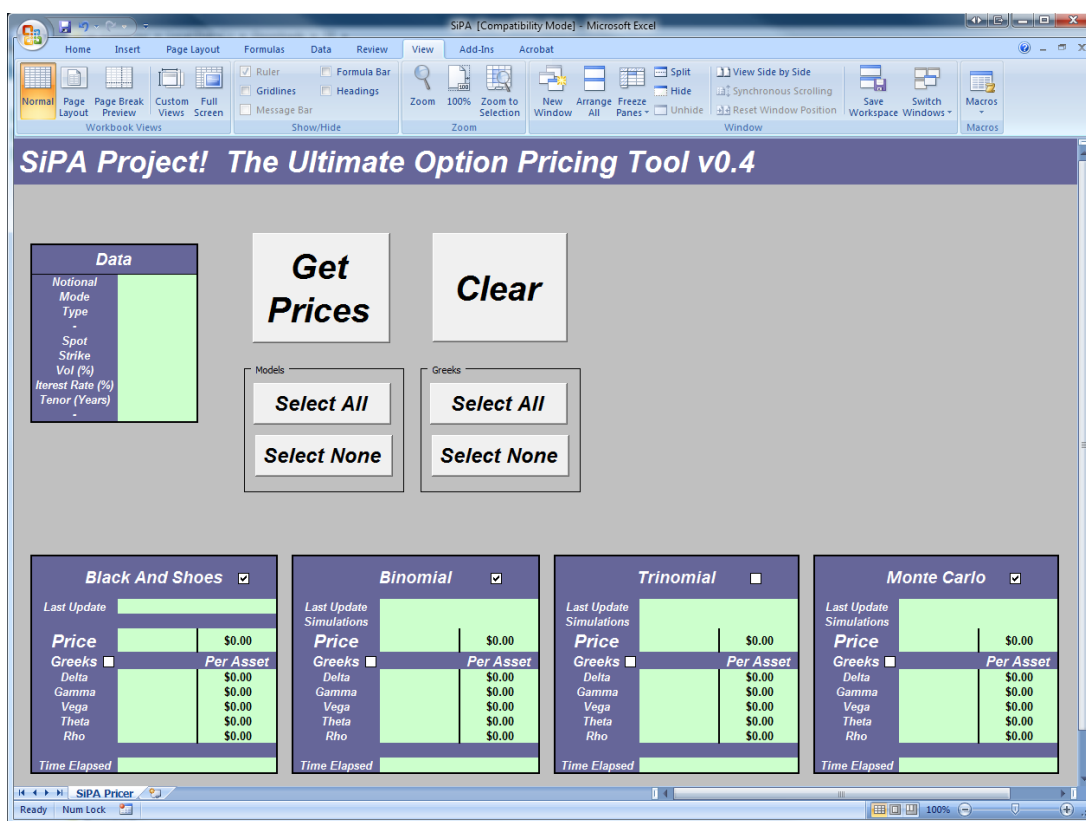 SiPA [Compatibility Mode] - Microsoft Excel
Home Insert Page Layout Formulas Data Review View Add-Ins Acrobat
Normal
Page Layout
Page Break Preview
Custom Views
Full Screen
Workbook Views
Ruler
Gridlines
Message Bar
Formula Bar
Headings
Show/Hide
Zoom
100%
Zoom to Selection
Zoom
New Window
Arrange All
Freeze Panes
Split
Hide
Unhide
View Side by Side
Synchronous Scrolling
Reset Window Position
Save Workspace
Switch Windows
Window
Macros
Macros
SiPA Project! The Ultimate Option Pricing Tool v0.4
Data
Notional
Mode
Type
-
Spot
Strike
Vol (%)
Iterest Rate (%)
Tenor (Years)
-
Get
Prices
Clear
Models
Select All
Select None
Greeks
Select All
Select None
Black And Shoes
Last Update
Price $0.00
Greeks Per Asset
Delta $0.00
Gamma $0.00
Vega $0.00
Theta $0.00
Rho $0.00
Time Elapsed
Binomial
Last Update
Simulations
Price $0.00
Greeks Per Asset
Delta $0.00
Gamma $0.00
Vega $0.00
Theta $0.00
Rho $0.00
Time Elapsed
Trinomial
Last Update
Simulations
Price $0.00
Greeks Per Asset
Delta $0.00
Gamma $0.00
Vega $0.00
Theta $0.00
Rho $0.00
Time Elapsed
Monte Carlo
Last Update
Simulations
Price $0.00
Greeks Per Asset
Delta $0.00
Gamma $0.00
Vega $0.00
Theta $0.00
Rho $0.00
Time Elapsed
SiPA Pricer
Ready Num Lock 100%